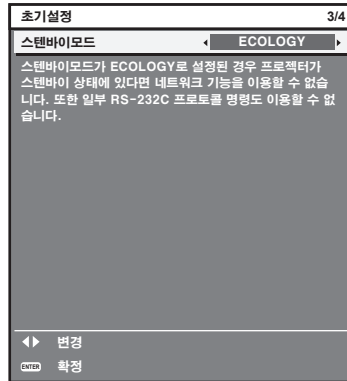 초기설정 3/4
스텐바이모드 ECOLOGY
스텐바이모드가 ECOLOGY로 설정된 경우 프로젝터가
스텐바이 상태에 있다면 네트워크 기능을 이용할 수 없습
니다. 또한 일부 RS-232C 프로토콜 명령도 이용할 수 없
습니다.
변경
ENTER 확정